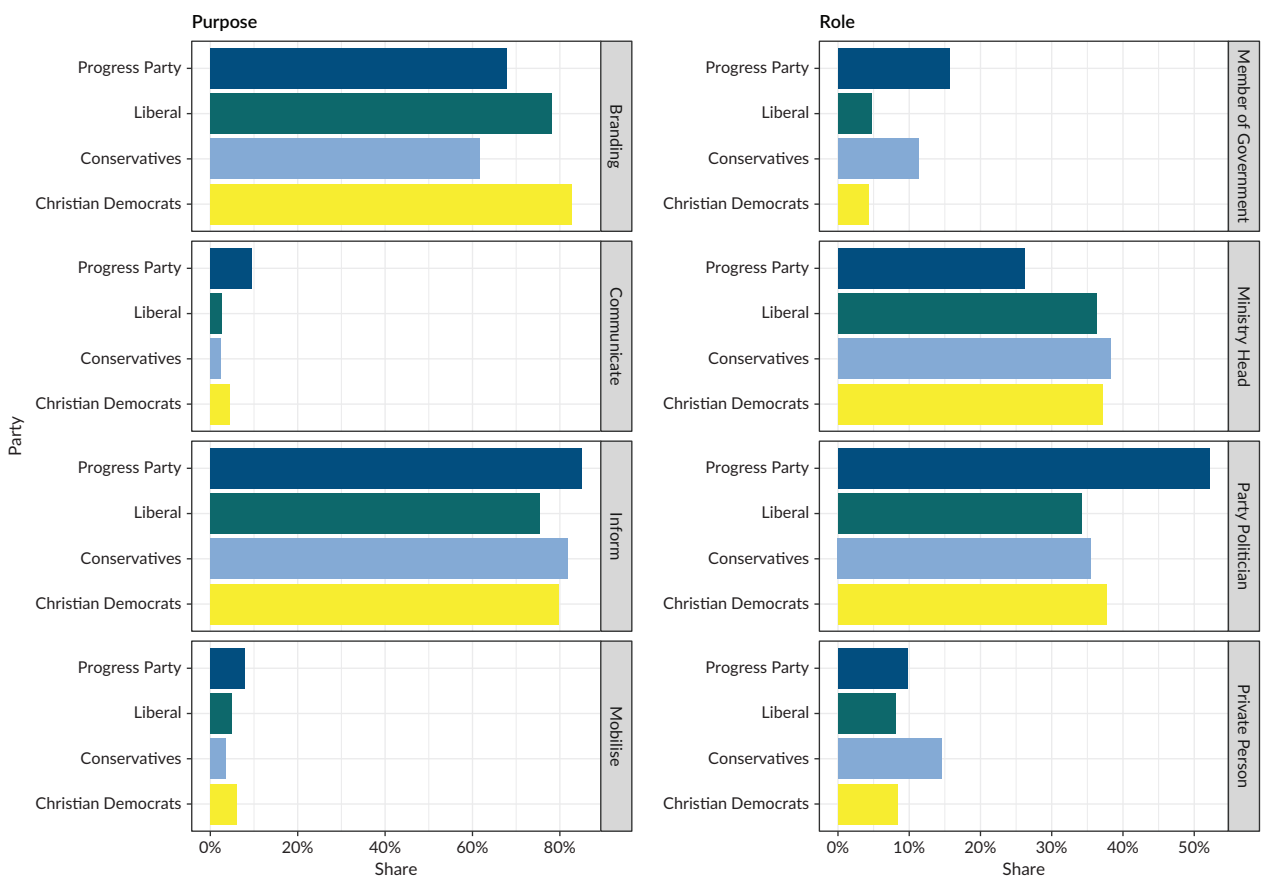 Purpose
Progress Party
Liberal
Conservatives
Christian Democrats
Branding
Progress Party
Liberal
Conservatives
Christian Democrats
Communicate
Progress Party
Liberal
Conservatives
Christian Democrats
Inform
Progress Party
Liberal
Conservatives
Christian Democrats
Mobilise
0% 20% 40% 60% 80%
Share
Party
Role
Progress Party
Liberal
Conservatives
Christian Democrats
Member of Government
Progress Party
Liberal
Conservatives
Christian Democrats
Ministry Head
Progress Party
Liberal
Conservatives
Christian Democrats
Party Politician
Progress Party
Liberal
Conservatives
Christian Democrats
Private Person
0% 10% 20% 30% 40% 50%
Share